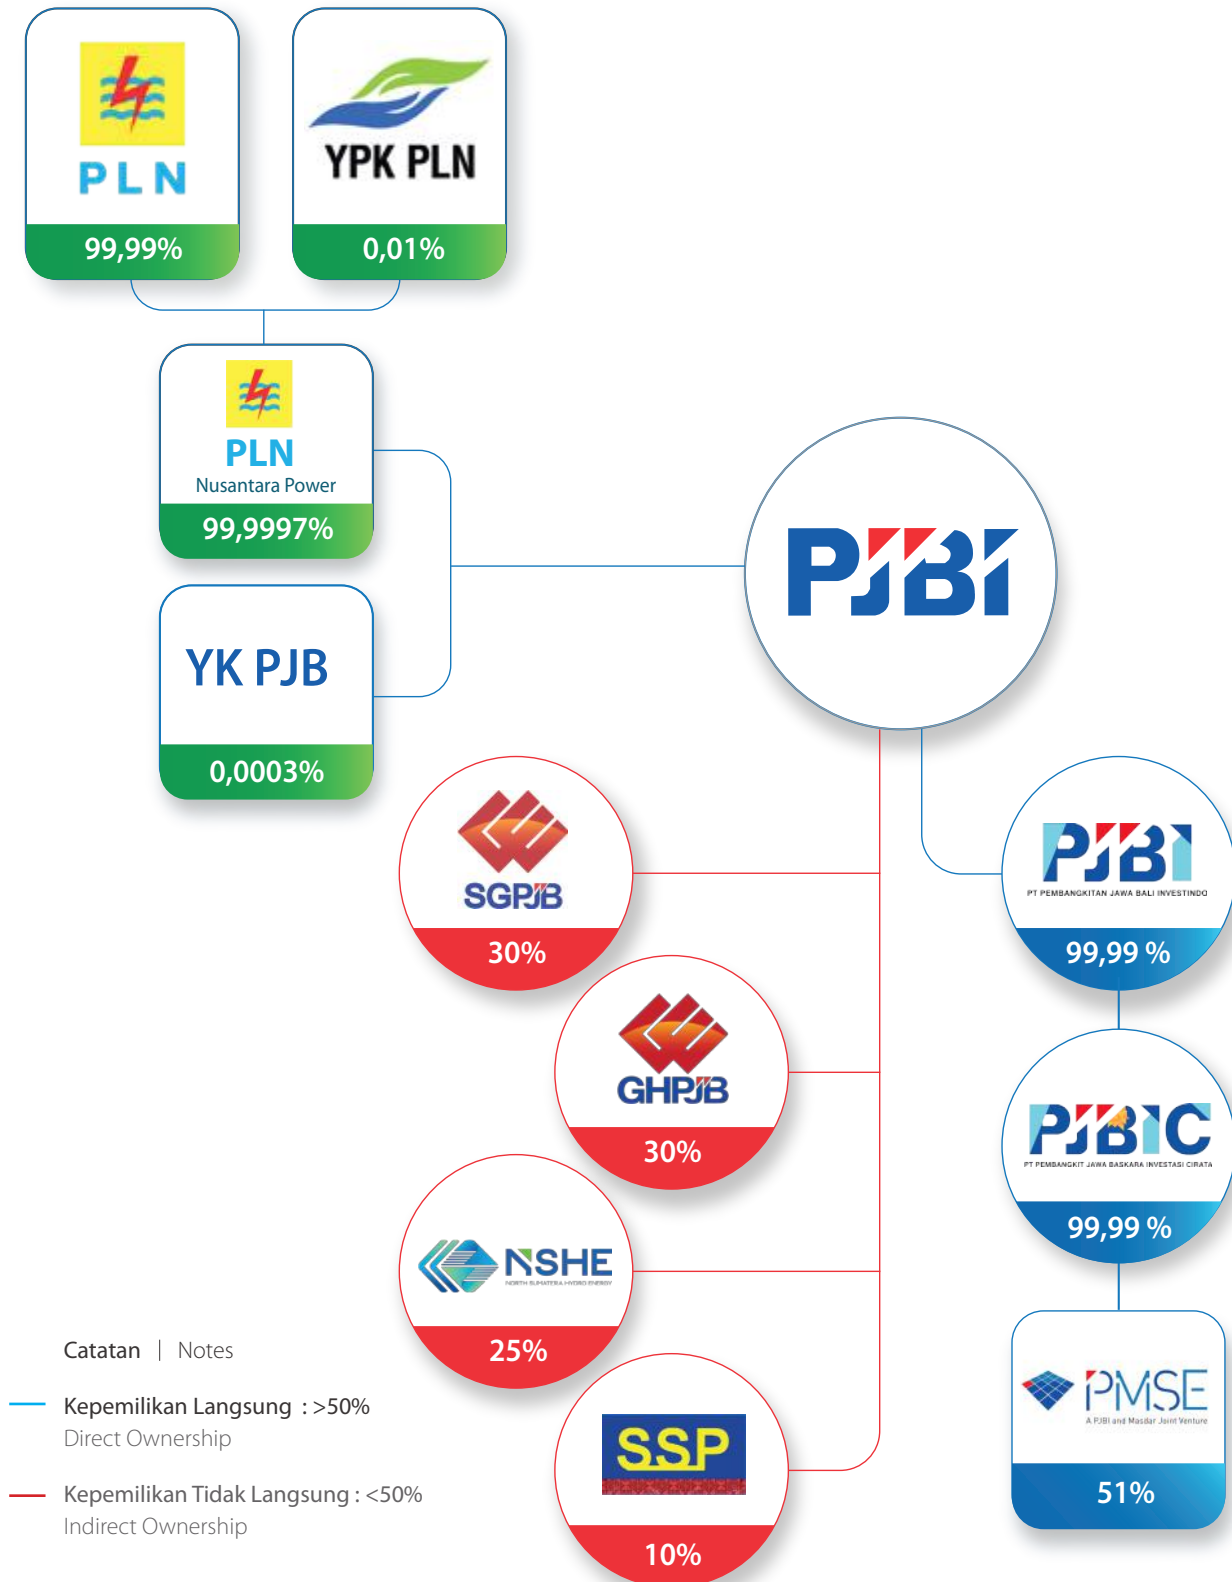 PLN
99,99%
YPK PLN
0,01%
PLN
Nusantara Power
99,9997%
YK PJB
0,0003%
PJBI
SGPJB
30%
GHPJB
30%
NSHE
NORTH SUMATERA HYDRO ENERGY
25%
SSP
10%
PJBI
PT PEMBANGKITAN JAWA BALI INVESTINDO
99,99 %
PJBIC
PT PEMBANGKIT JAWA BASKARA INVESTASI CIRATA
99,99 %
PMSE
A PJBI and Masdar Joint Venture
51%
Catatan | Notes
Kepemilikan Langsung : >50%
Direct Ownership
Kepemilikan Tidak Langsung : <50%
Indirect Ownership